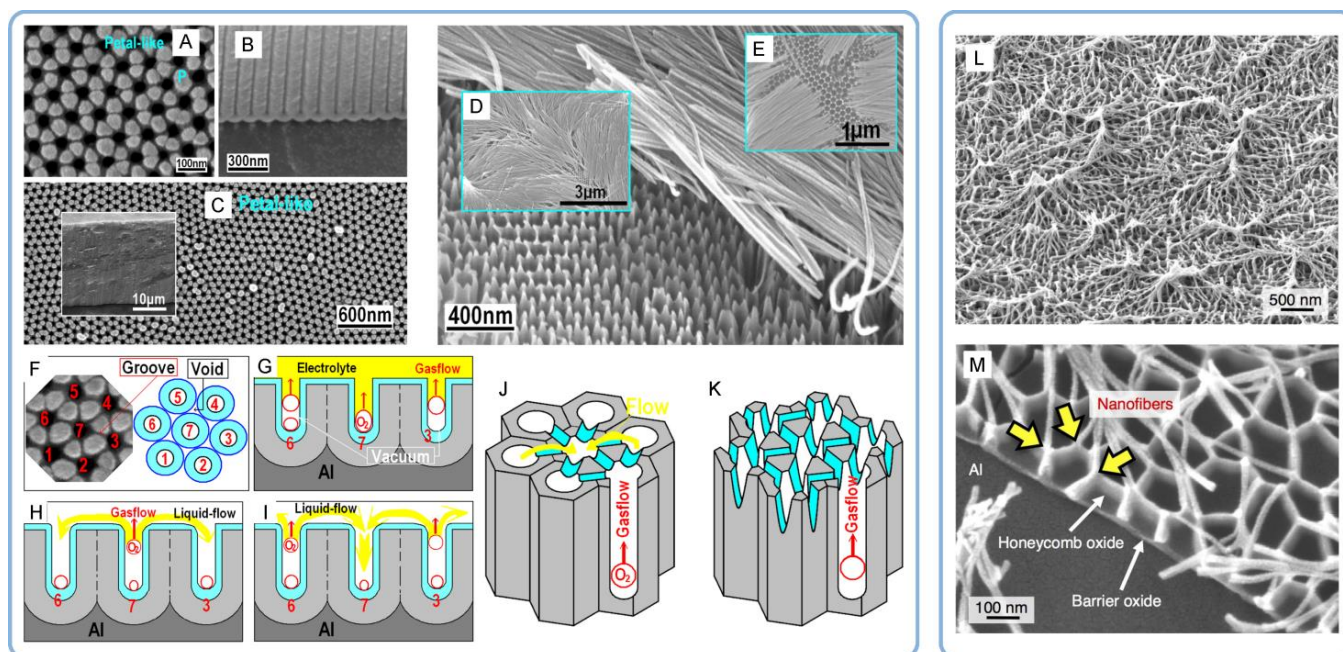 Petal-like
A
P
100nm
B
300nm
C
Petal-like
10μm
600nm
D
3μm
E
1μm
400nm
F
Groove
Void
5
4
6
7
3
1
2
5
4
6
7
3
1
2
G
Electrolyte
Gasflow
O₂
6
7
3
Vacuum
Al
H
Gasflow
Liquid-flow
O₂
6
7
3
Al
I
Liquid-flow
O₂
6
7
3
Al
J
Flow
Gasflow
O₂
K
Gasflow
L
500 nm
M
Nanofibers
Al
Honeycomb oxide
Barrier oxide
100 nm